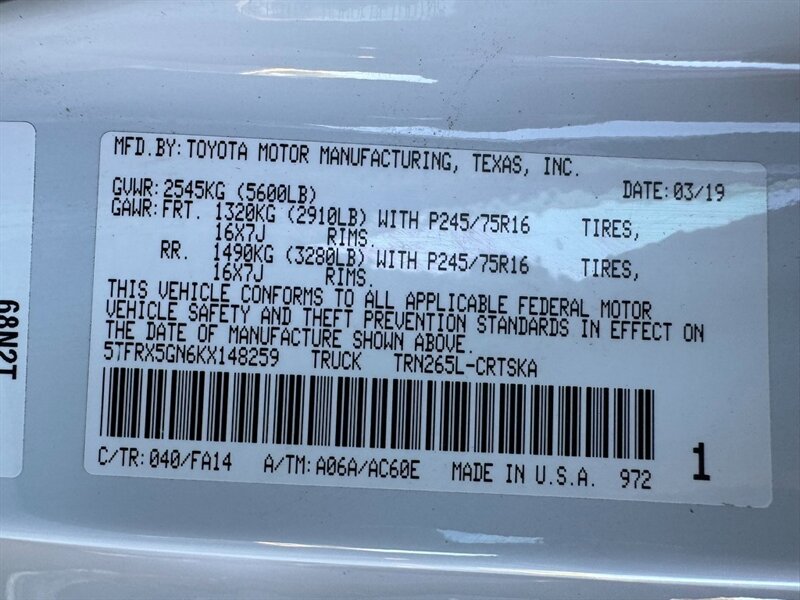 MFD.BY: TOYOTA MOTOR MANUFACTURING, TEXAS, INC.
GVWR: 2545KG (5600LB) DATE: 03/19
GAWR: FRT. 1320KG (2910LB) WITH P245/75R16 TIRES,
16X7J RIMS.
RR. 1490KG (3280LB) WITH P245/75R16 TIRES,
16X7J RIMS.
THIS VEHICLE CONFORMS TO ALL APPLICABLE FEDERAL MOTOR
VEHICLE SAFETY AND THEFT PREVENTION STANDARDS IN EFFECT ON
THE DATE OF MANUFACTURE SHOWN ABOVE.
5TFRX5GN6KX148259 TRUCK TRN265L-CRTSKA
C/TR: 040/FA14 A/TM: A06A/AC60E MADE IN U.S.A. 972 1
68N2T